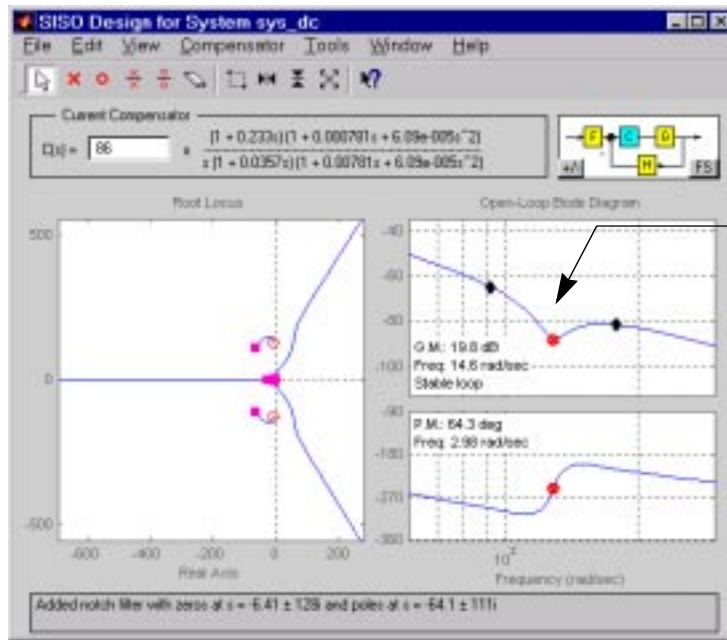 SISO Design for System sys_dc
File Edit View Compensator Tools Window Help
Current Compensator
C(s) = 86 x (1 + 0.233s)(1 + 0.000781s + 6.09e-005s^2)
s (1 + 0.0357s)(1 + 0.00781s + 6.09e-005s^2)
F C G
H
+/- FS
Root Locus
500
0
-500
-600 -400 -200 0 200
Real Axis
Open-Loop Bode Diagram
-40
-60
-80
-100
G.M.: 19.8 dB
Freq: 14.6 rad/sec
Stable loop
-90
-180
-270
-360
P.M.: 64.3 deg
Freq: 2.98 rad/sec
10^2
Frequency (rad/sec)
Added notch filter with zeros at s = -6.41 ± 128i and poles at s = -64.1 ± 111i